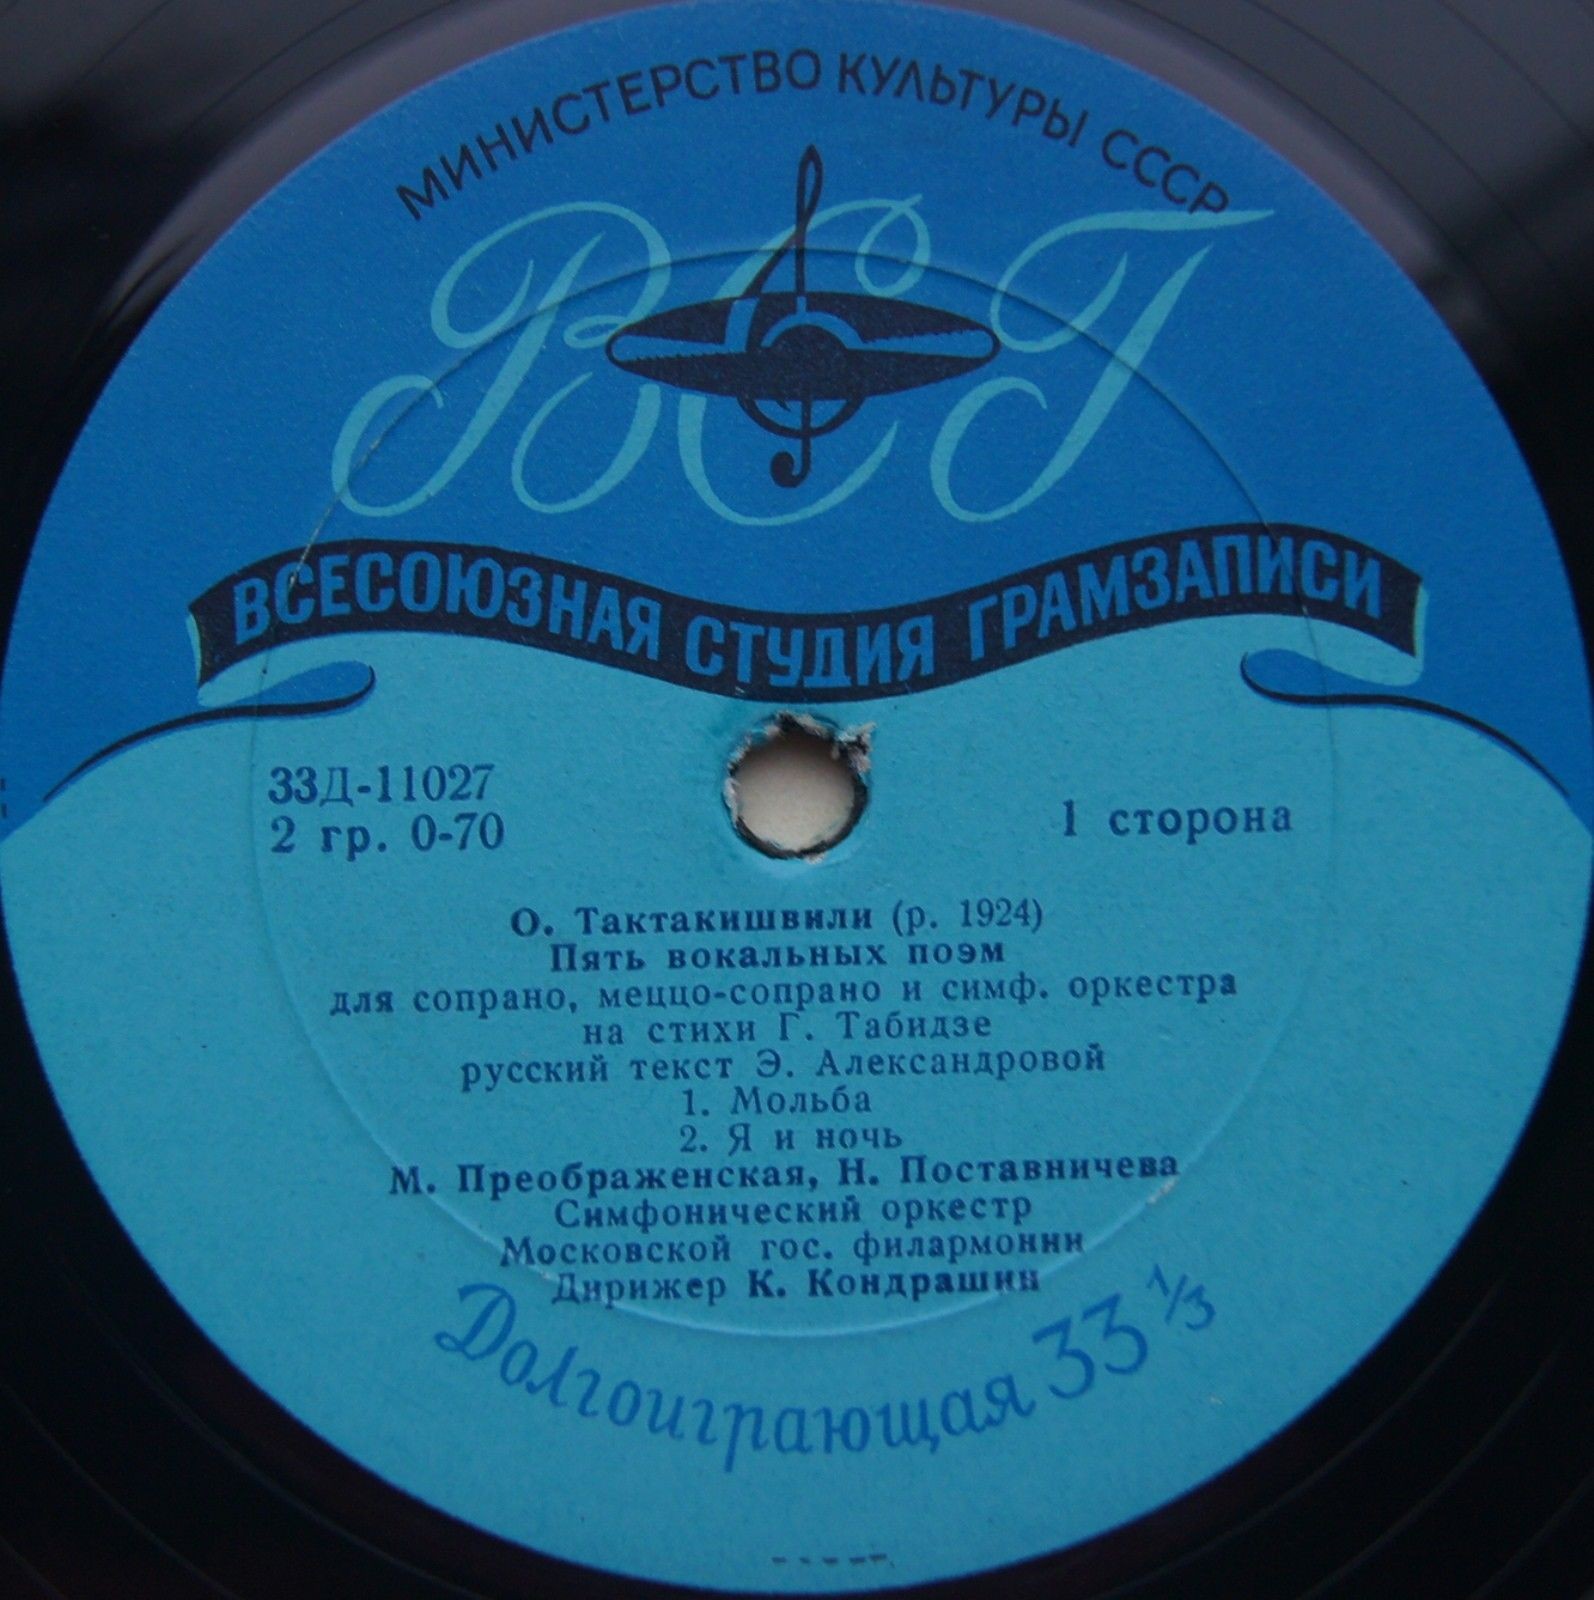 МИНИСТЕРСТВО КУЛЬТУРЫ СССР
ВСГ
ВСЕСОЮЗНАЯ СТУДИЯ ГРАМЗАПИСИ
33Д-11027
2 гр. 0-70
1 сторона
О. Тактакишвили (р. 1924)
Пять вокальных поэм
для сопрано, меццо-сопрано и симф. оркестра
на стихи Г. Табидзе
русский текст Э. Александровой
1. Мольба
2. Я и ночь
М. Преображенская, Н. Поставничева
Симфонический оркестр
Московской гос. филармонии
Дирижер К. Кондрашин
Долгоиграющая 33 1/3